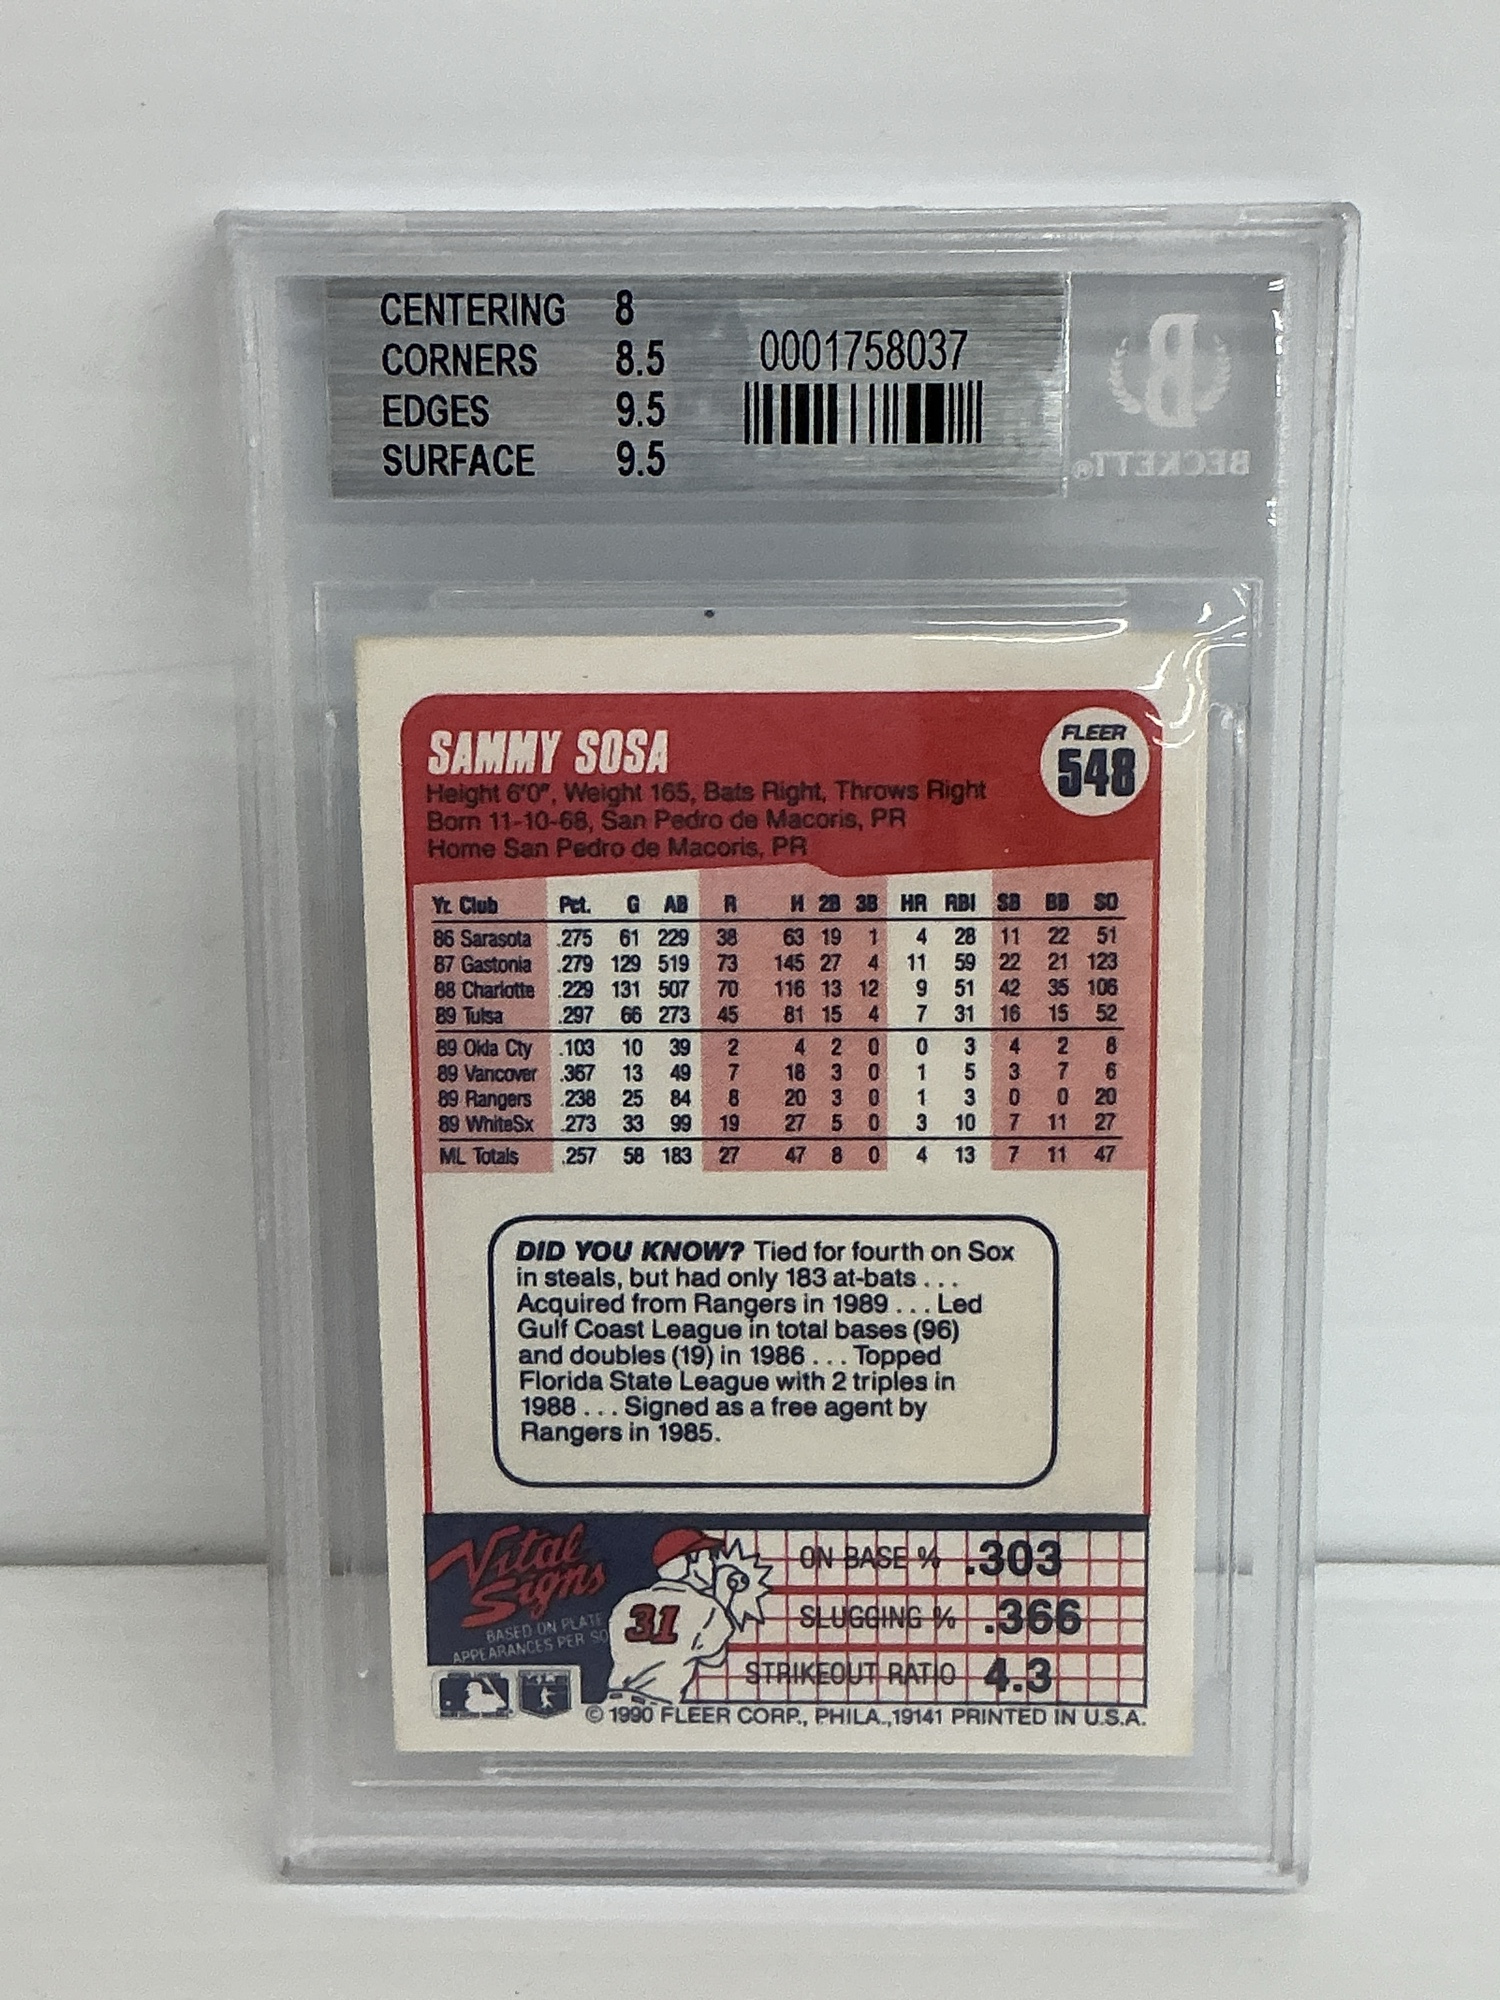 CENTERING 8
CORNERS 8.5
EDGES 9.5
SURFACE 9.5
0001758037
BECKETT®
SAMMY SOSA
FLEER
548
Height 6'0", Weight 165, Bats Right, Throws Right
Born 11-10-68, San Pedro de Macoris, PR
Home San Pedro de Macoris, PR
Yr. Club Pct. G AB R H 2B 3B HR RBI SB BB SO
86 Sarasota .275 61 229 38 63 19 1 4 28 11 22 51
87 Gastonia .279 129 519 73 145 27 4 11 59 22 21 123
88 Charlotte .229 131 507 70 116 13 12 9 51 42 35 106
89 Tulsa .297 66 273 45 81 15 4 7 31 16 15 52
89 Okla Cty .103 10 39 2 4 2 0 0 3 4 2 8
89 Vancover .367 13 49 7 18 3 0 1 5 3 7 6
89 Rangers .238 25 84 8 20 3 0 1 3 0 0 20
89 WhiteSx .273 33 99 19 27 5 0 3 10 7 11 27
ML Totals .257 58 183 27 47 8 0 4 13 7 11 47
DID YOU KNOW? Tied for fourth on Sox
in steals, but had only 183 at-bats . . .
Acquired from Rangers in 1989 . . . Led
Gulf Coast League in total bases (96)
and doubles (19) in 1986 . . . Topped
Florida State League with 2 triples in
1988 . . . Signed as a free agent by
Rangers in 1985.
Vital
Signs
BASED ON PLATE
APPEARANCES PER SO
31
ON BASE % .303
SLUGGING % .366
STRIKEOUT RATIO 4.3
© 1990 FLEER CORP., PHILA.,19141 PRINTED IN U.S.A.